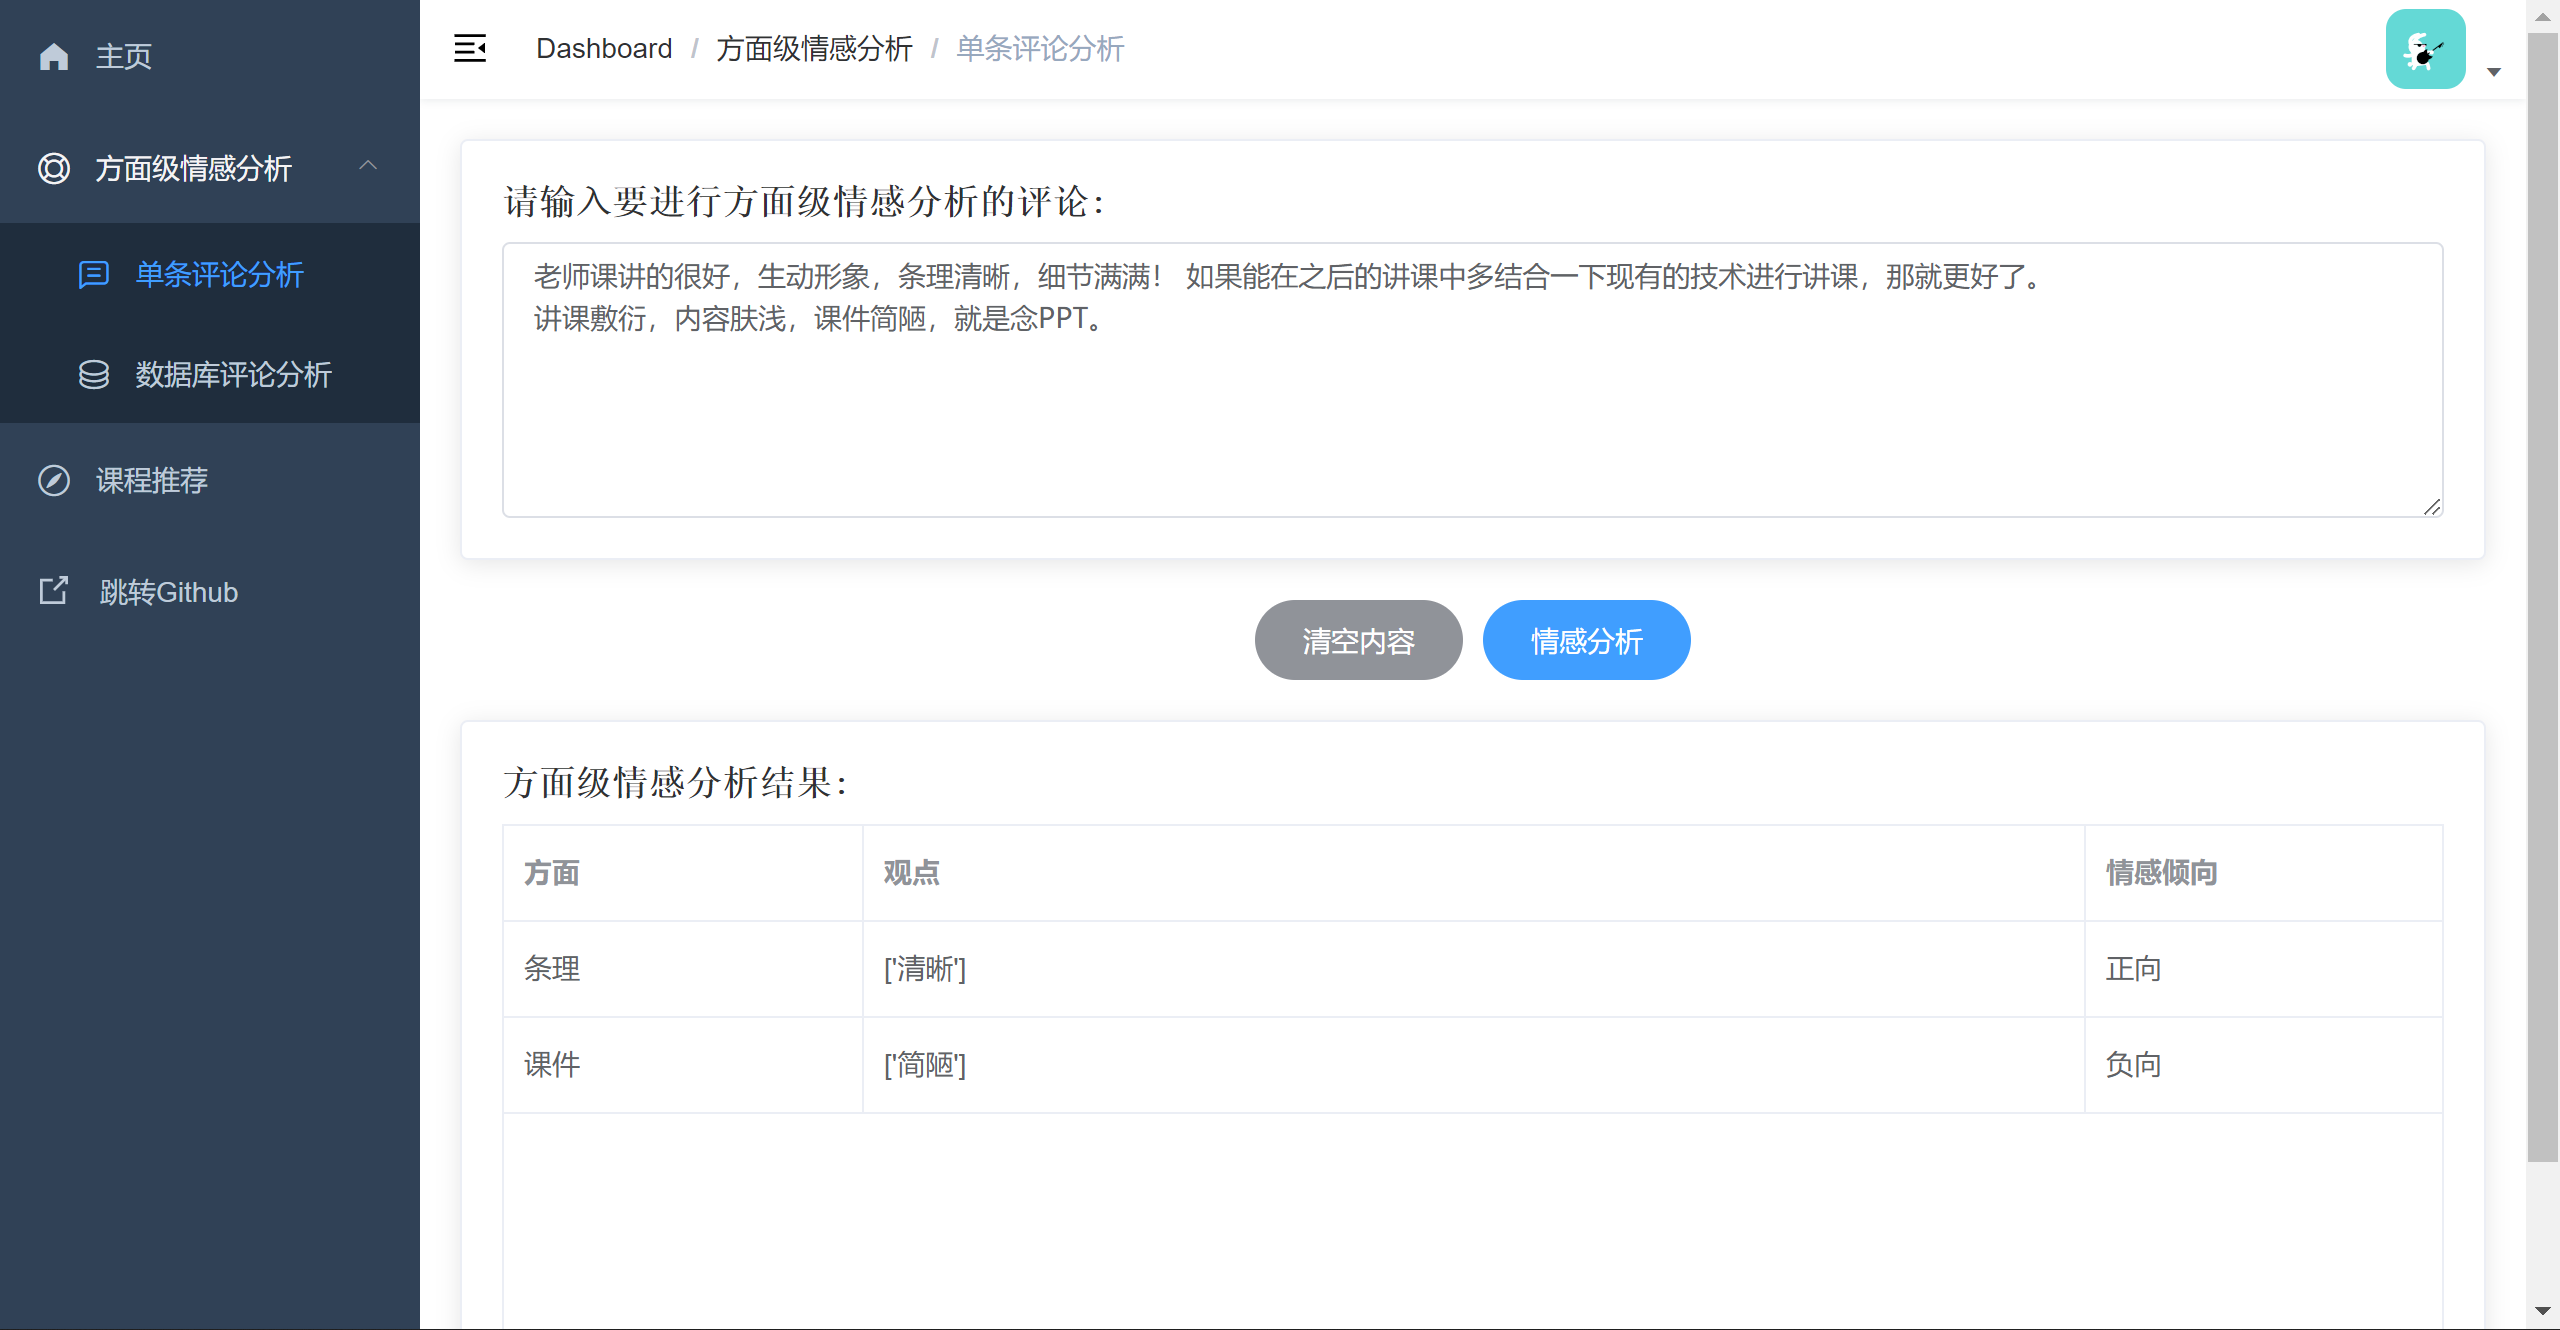 主页
方面级情感分析
单条评论分析
数据库评论分析
课程推荐
跳转Github
Dashboard / 方面级情感分析 / 单条评论分析
请输入要进行方面级情感分析的评论：
老师课讲的很好，生动形象，条理清晰，细节满满！ 如果能在之后的讲课中多结合一下现有的技术进行讲课，那就更好了。
讲课敷衍，内容肤浅，课件简陋，就是念PPT。
清空内容 情感分析
方面级情感分析结果：
方面 观点 情感倾向
条理 ['清晰'] 正向
课件 ['简陋'] 负向